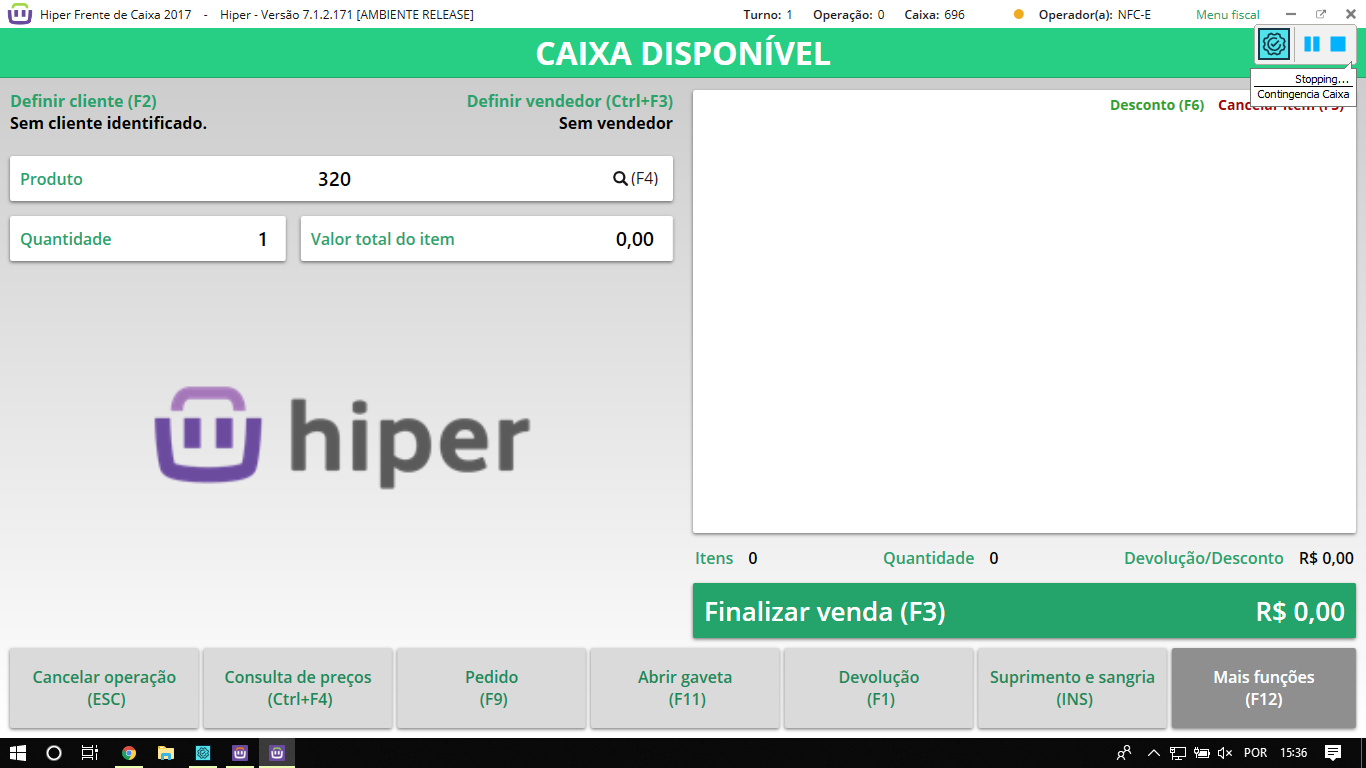 Hiper Frente de Caixa 2017 - Hiper - Versão 7.1.2.171 [AMBIENTE RELEASE] Turno: 1 Operação: 0 Caixa: 696 Operador(a): NFC-E Menu fiscal
CAIXA DISPONÍVEL
Stopping...
Contingencia Caixa
Definir cliente (F2) Definir vendedor (Ctrl+F3)
Sem cliente identificado. Sem vendedor
Desconto (F6) Cancelar item (F5)
Produto 320 (F4)
Quantidade 1 Valor total do item 0,00
hiper
Itens 0 Quantidade 0 Devolução/Desconto R$ 0,00
Finalizar venda (F3) R$ 0,00
Cancelar operação
(ESC)
Consulta de preços
(Ctrl+F4)
Pedido
(F9)
Abrir gaveta
(F11)
Devolução
(F1)
Suprimento e sangria
(INS)
Mais funções
(F12)
POR 15:36